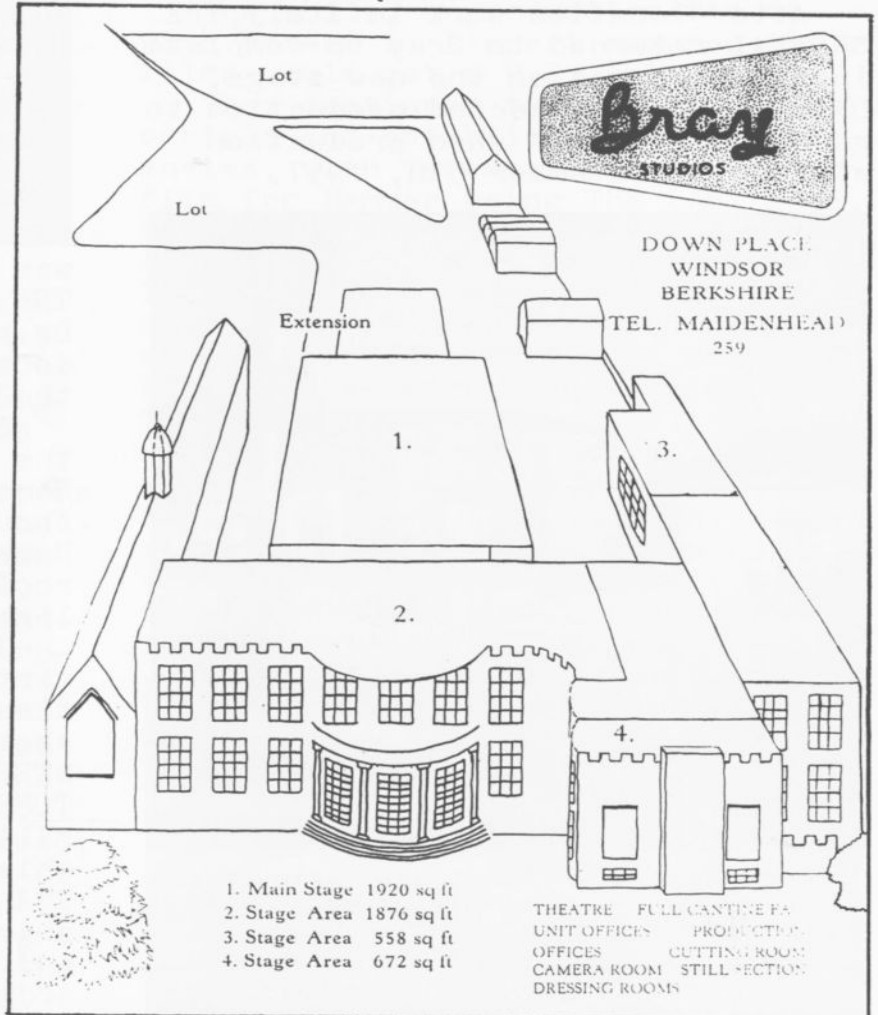 Lot
Bray
STUDIOS
Lot
DOWN PLACE
WINDSOR
BERKSHIRE
TEL. MAIDENHEAD
259
Extension
1.
3.
2.
4.
1. Main Stage 1920 sq ft
2. Stage Area 1876 sq ft
3. Stage Area 558 sq ft
4. Stage Area 672 sq ft
THEATRE FULL CANTINE FA
UNIT OFFICES PRODUCTION
OFFICES CUTTING ROOM
CAMERA ROOM STILL SECTION
DRESSING ROOMS